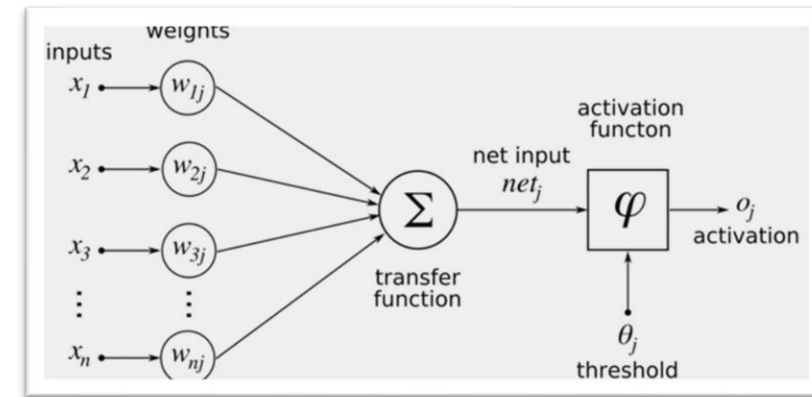 weights
inputs
x1
w1j
x2
w2j
x3
w3j
⋮
⋮
xn
wnj
Σ
transfer
function
net input
netj
activation
functon
φ
oj
activation
θj
threshold